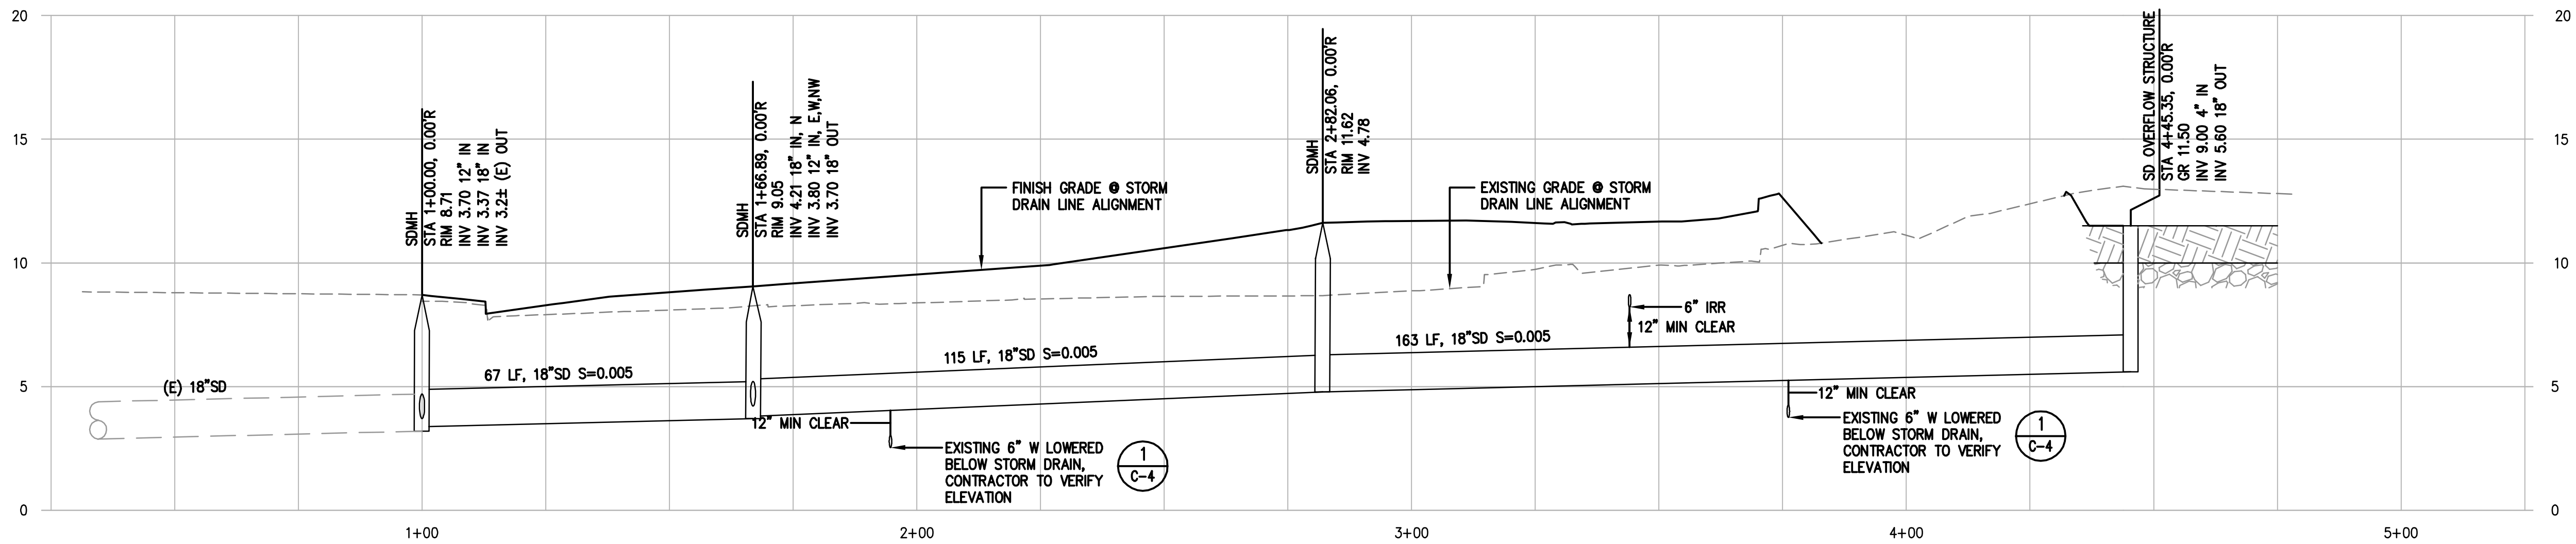 20
15
10
5
0
20
15
10
5
0
1+00
2+00
3+00
4+00
5+00
(E) 18"SD
SDMH
STA 1+00.00, 0.00'R
RIM 8.71
INV 3.70 12" IN
INV 3.37 18" IN
INV 3.2± (E) OUT
67 LF, 18"SD S=0.005
SDMH
STA 1+66.89, 0.00'R
RIM 9.05
INV 4.21 18" IN, N
INV 3.80 12" IN, E,W,NW
INV 3.70 18" OUT
12" MIN CLEAR
EXISTING 6" W LOWERED
BELOW STORM DRAIN,
CONTRACTOR TO VERIFY
ELEVATION
1
C-4
FINISH GRADE @ STORM
DRAIN LINE ALIGNMENT
115 LF, 18"SD S=0.005
SDMH
STA 2+82.06, 0.00'R
RIM 11.62
INV 4.78
EXISTING GRADE @ STORM
DRAIN LINE ALIGNMENT
163 LF, 18"SD S=0.005
6" IRR
12" MIN CLEAR
12" MIN CLEAR
EXISTING 6" W LOWERED
BELOW STORM DRAIN,
CONTRACTOR TO VERIFY
ELEVATION
1
C-4
SD OVERFLOW STRUCTURE
STA 4+45.35, 0.00'R
GR 11.50
INV 9.00 4" IN
INV 5.60 18" OUT